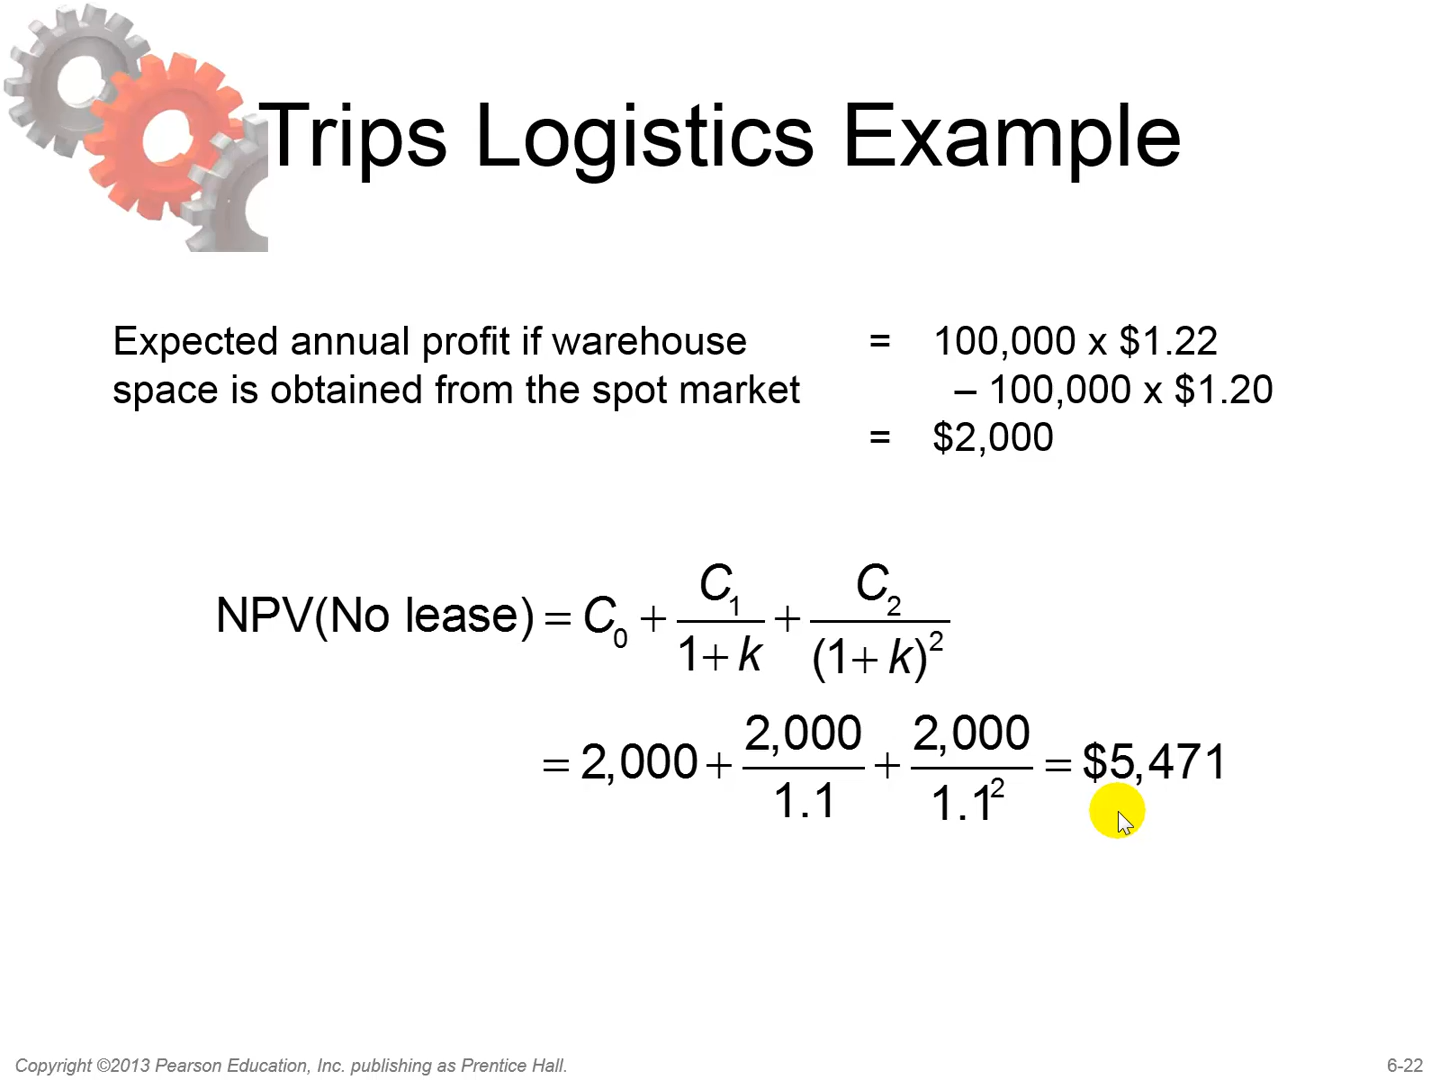 Trips Logistics Example
Expected annual profit if warehouse = 100,000 x $1.22
space is obtained from the spot market – 100,000 x $1.20
= $2,000
NPV(No lease) = C₀ + C₁/(1+k) + C₂/(1+k)²
= 2,000 + 2,000/1.1 + 2,000/1.1² = $5,471
Copyright ©2013 Pearson Education, Inc. publishing as Prentice Hall. 6-22